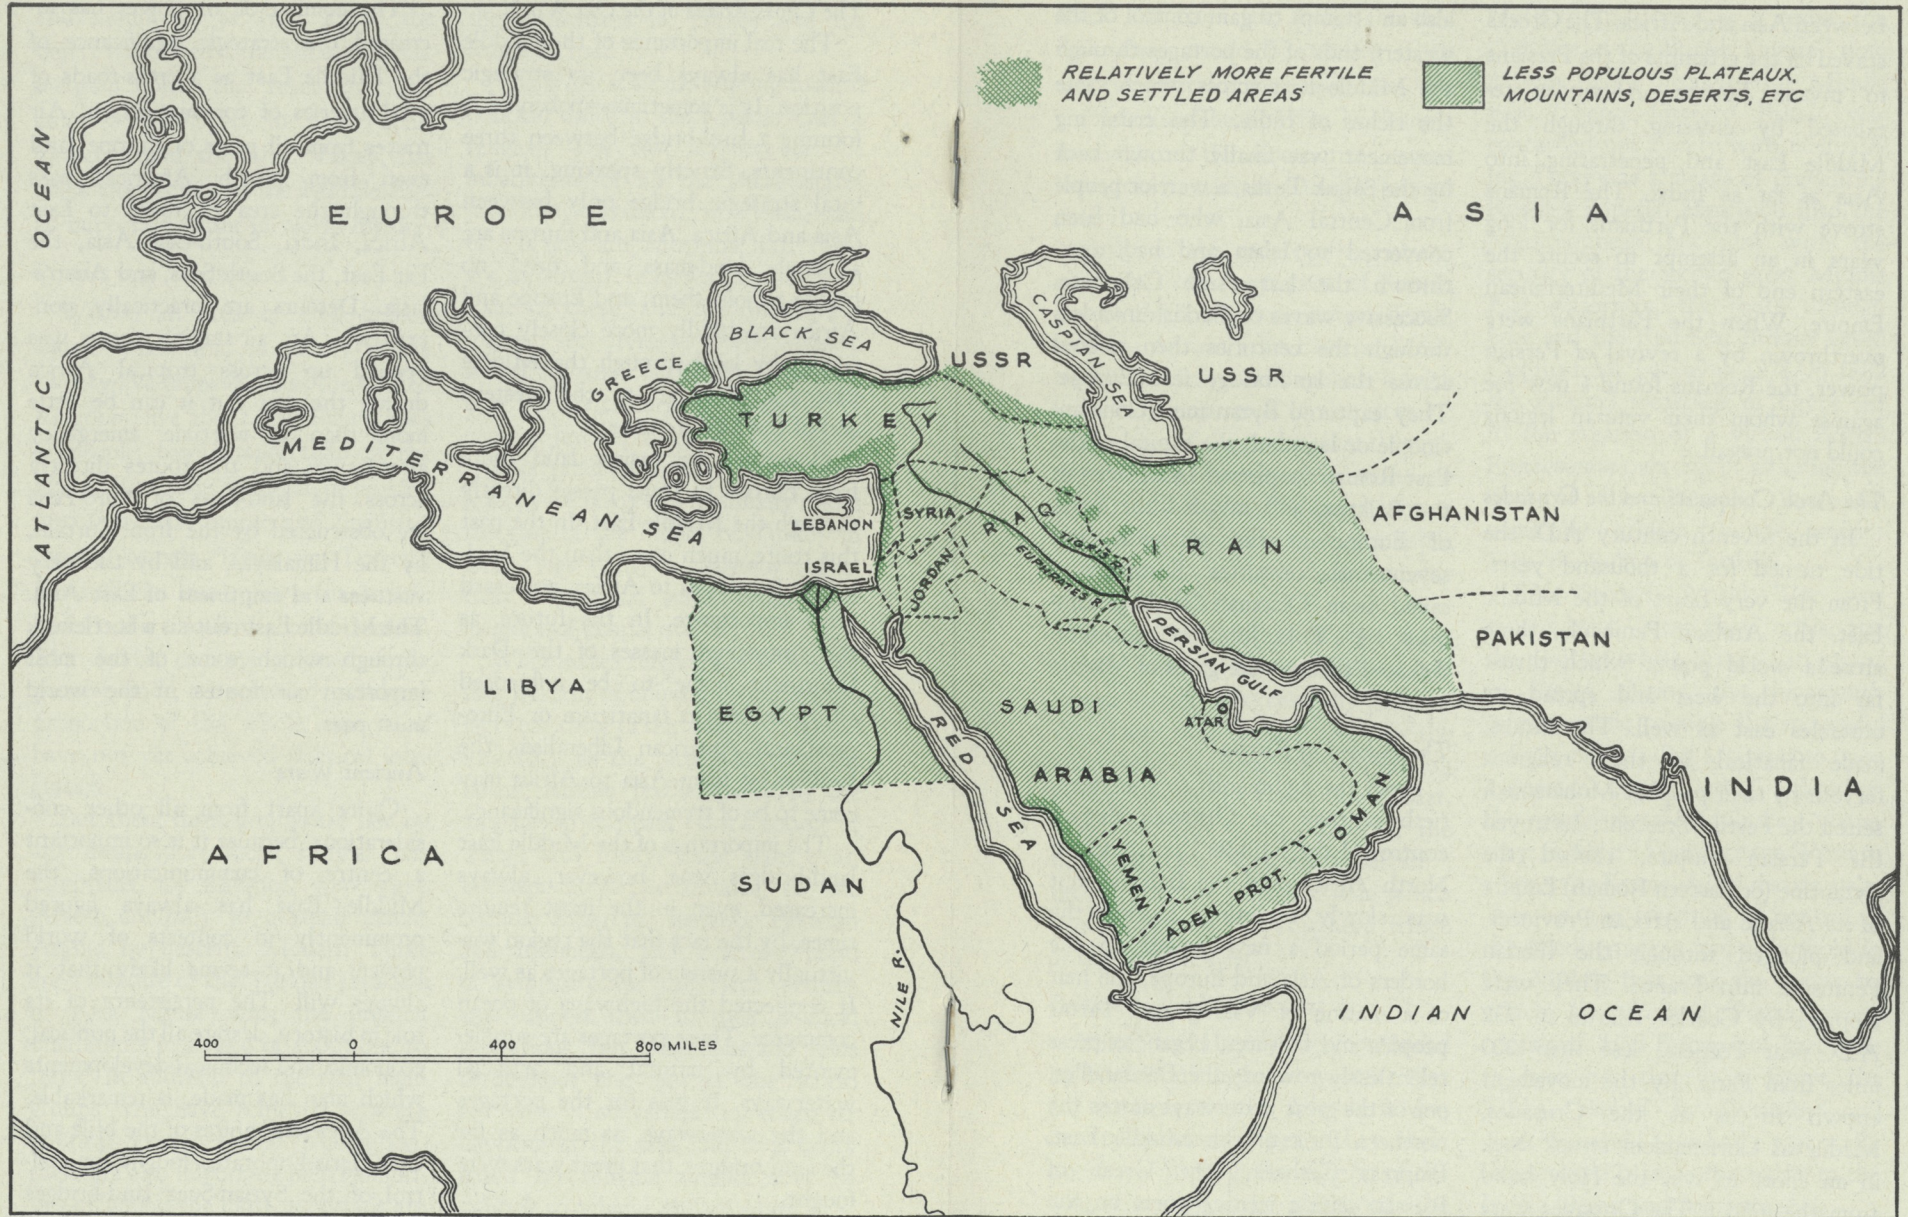 RELATIVELY MORE FERTILE
AND SETTLED AREAS
LESS POPULOUS PLATEAUX,
MOUNTAINS, DESERTS, ETC
ATLANTIC OCEAN
EUROPE
ASIA
BLACK SEA
CASPIAN SEA
USSR
USSR
GREECE
TURKEY
MEDITERRANEAN SEA
SYRIA
IRAQ
LEBANON
TIGRIS R.
IRAN
AFGHANISTAN
ISRAEL
JORDAN
EUPHRATES R.
PAKISTAN
PERSIAN GULF
LIBYA
EGYPT
SAUDI
ARABIA
ATAR
RED SEA
INDIA
OMAN
AFRICA
SUDAN
YEMEN
ADEN PROT.
NILE R.
INDIAN OCEAN
400 0 400 800 MILES